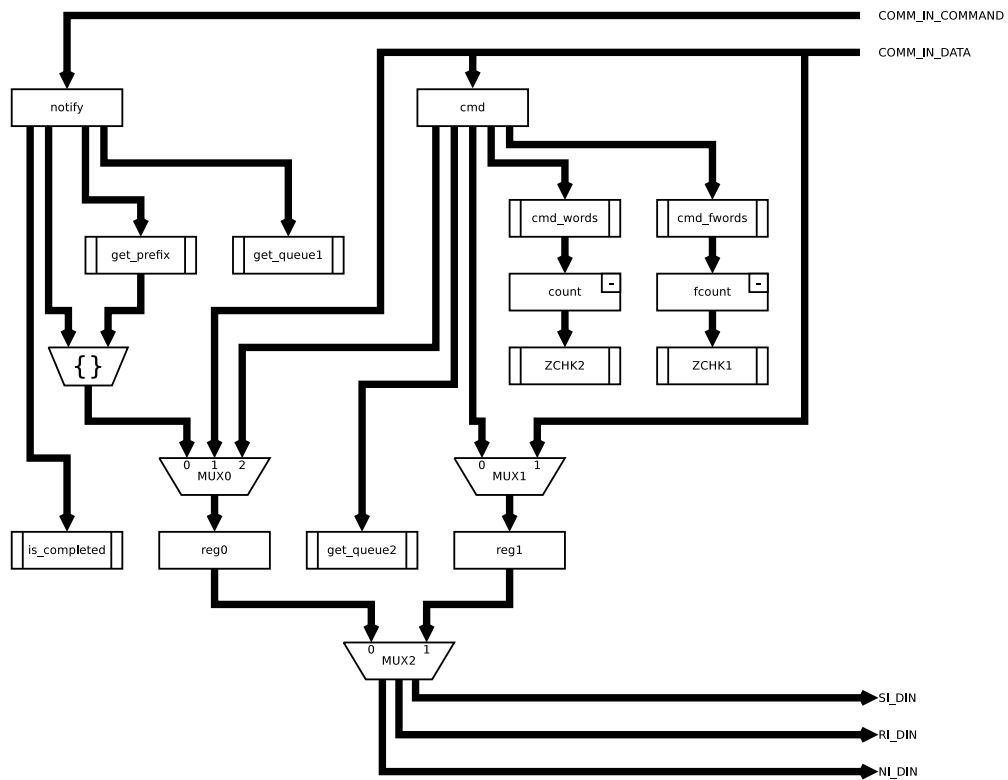 COMM_IN_COMMAND
COMM_IN_DATA
notify
cmd
cmd_words
cmd_fwords
get_prefix
get_queue1
count
-
fcount
-
{}
ZCHK2
ZCHK1
0 1 2
MUX0
0 1
MUX1
is_completed
reg0
get_queue2
reg1
0 1
MUX2
SI_DIN
RI_DIN
NI_DIN